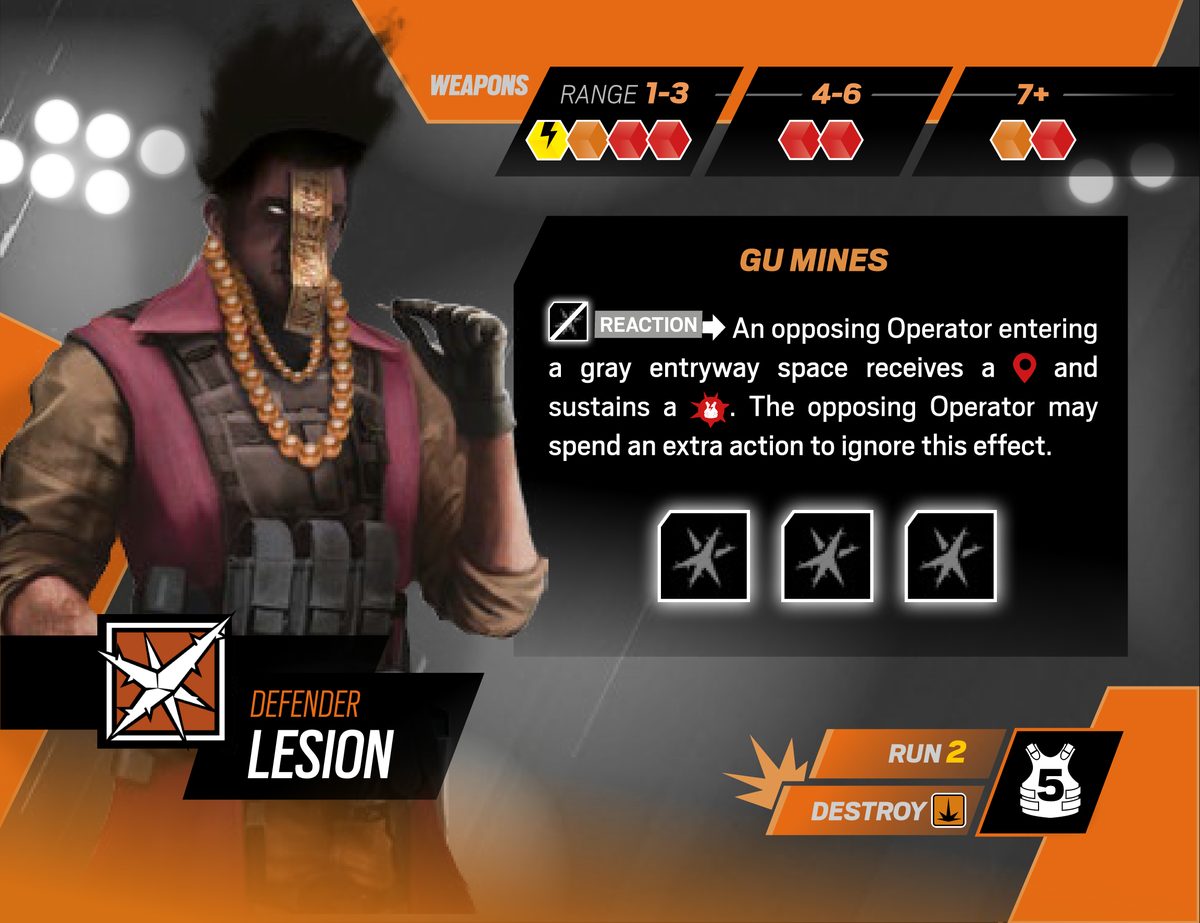 WEAPONS
RANGE 1-3
4-6
7+
GU MINES
REACTION An opposing Operator entering
a gray entryway space receives a and
sustains a . The opposing Operator may
spend an extra action to ignore this effect.
DEFENDER
LESION
RUN 2
DESTROY
5